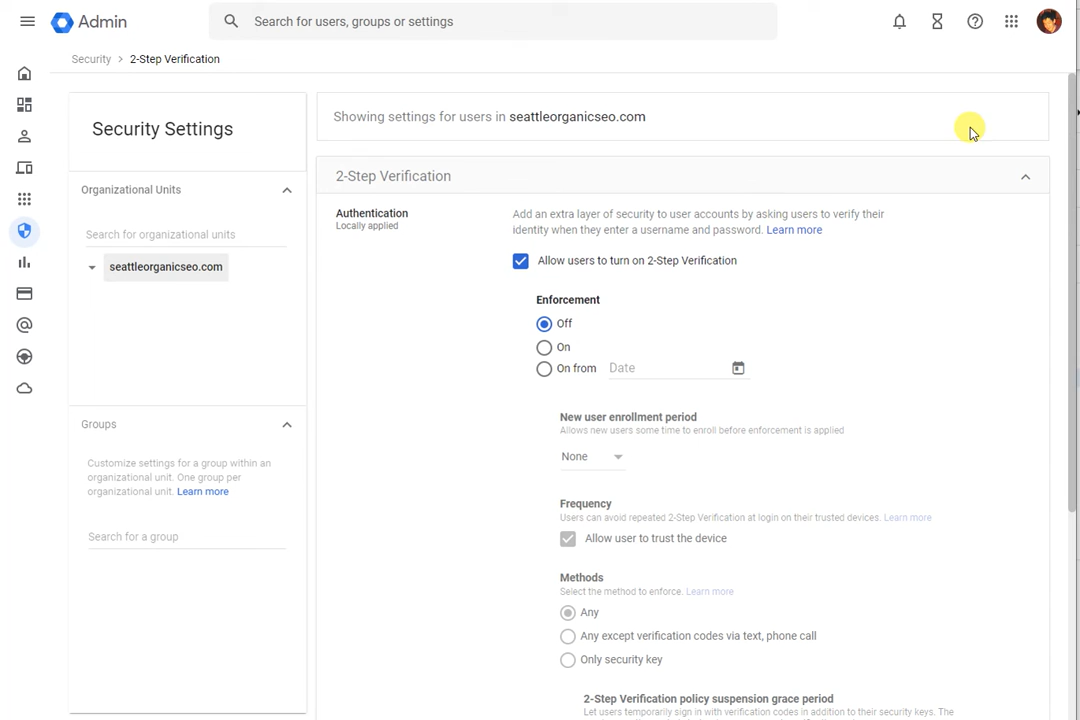 Admin
Search for users, groups or settings
Security > 2-Step Verification
Security Settings
Organizational Units
Search for organizational units
seattleorganicseo.com
Groups
Customize settings for a group within an
organizational unit. One group per
organizational unit. Learn more
Search for a group
Showing settings for users in seattleorganicseo.com
2-Step Verification
Authentication
Locally applied
Add an extra layer of security to user accounts by asking users to verify their
identity when they enter a username and password. Learn more
Allow users to turn on 2-Step Verification
Enforcement
Off
On
On from Date
New user enrollment period
Allows new users some time to enroll before enforcement is applied
None
Frequency
Users can avoid repeated 2-Step Verification at login on their trusted devices. Learn more
Allow user to trust the device
Methods
Select the method to enforce. Learn more
Any
Any except verification codes via text, phone call
Only security key
2-Step Verification policy suspension grace period
Let users temporarily sign in with verification codes in addition to their security keys. The